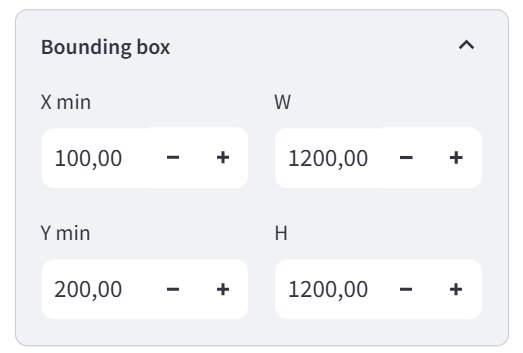 Bounding box
X min W
100,00 − + 1200,00 − +
Y min H
200,00 − + 1200,00 − +